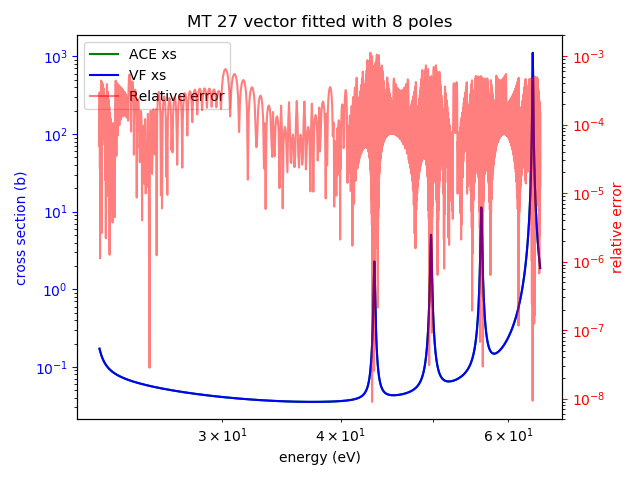 MT 27 vector fitted with 8 poles
ACE xs
VF xs
Relative error
cross section (b)
10³
10²
10¹
10⁰
10⁻¹
10⁻³
10⁻⁴
10⁻⁵
10⁻⁶
10⁻⁷
10⁻⁸
relative error
3 × 10¹
4 × 10¹
6 × 10¹
energy (eV)